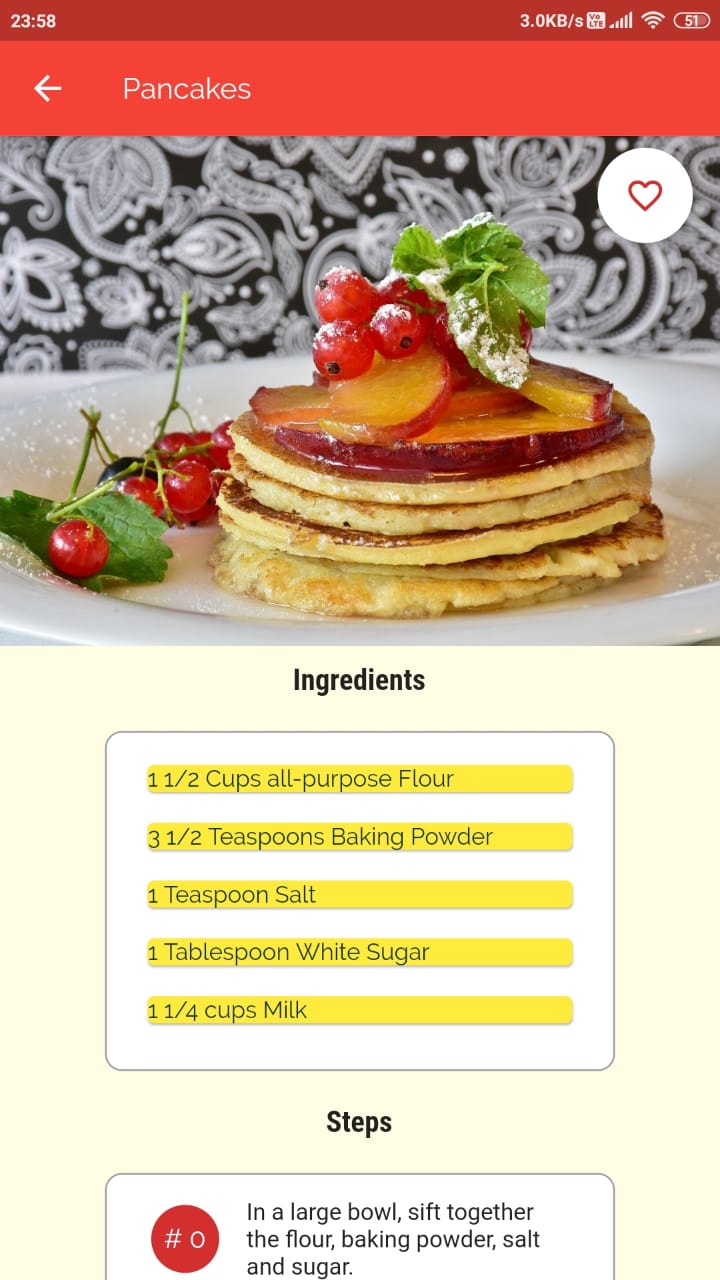 23:58 3.0KB/s Vo LTE 51
Pancakes
Ingredients
1 1/2 Cups all-purpose Flour
3 1/2 Teaspoons Baking Powder
1 Teaspoon Salt
1 Tablespoon White Sugar
1 1/4 cups Milk
Steps
# 0
In a large bowl, sift together
the flour, baking powder, salt
and sugar.